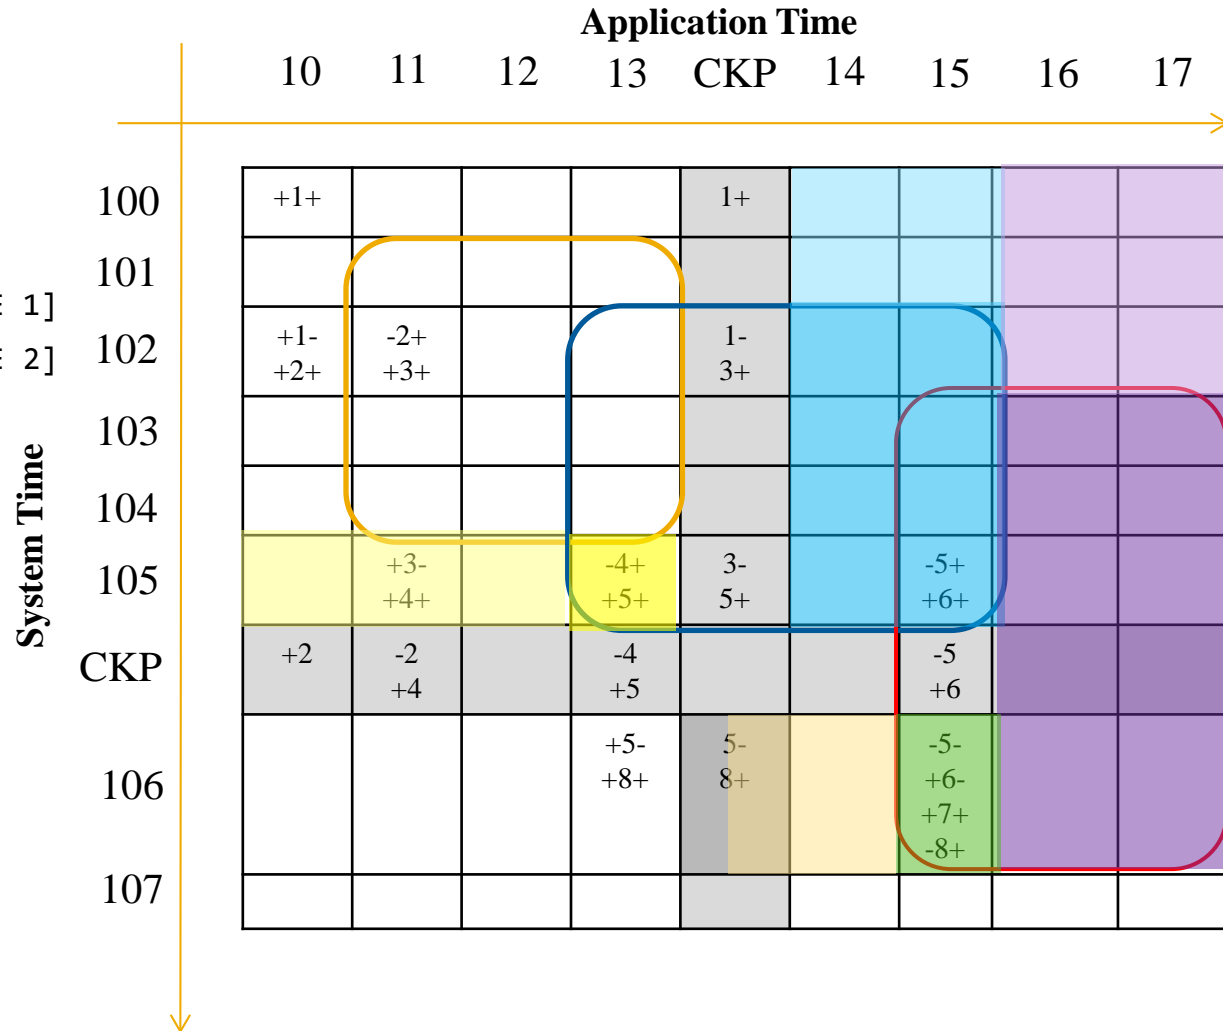 Application Time
10 11 12 13 CKP 14 15 16 17
100 +1+ 1+
101
1]
102 +1- -2+ 1-
2] +2+ +3+ 3+
103
104
105 +3- -4+ 3- -5+
+4+ +5+ 5+ +6+
CKP +2 -2 -4 -5
+4 +5 +6
106 +5- 5- -5-
+8+ 8+ +6-
+7+
-8+
107
System Time